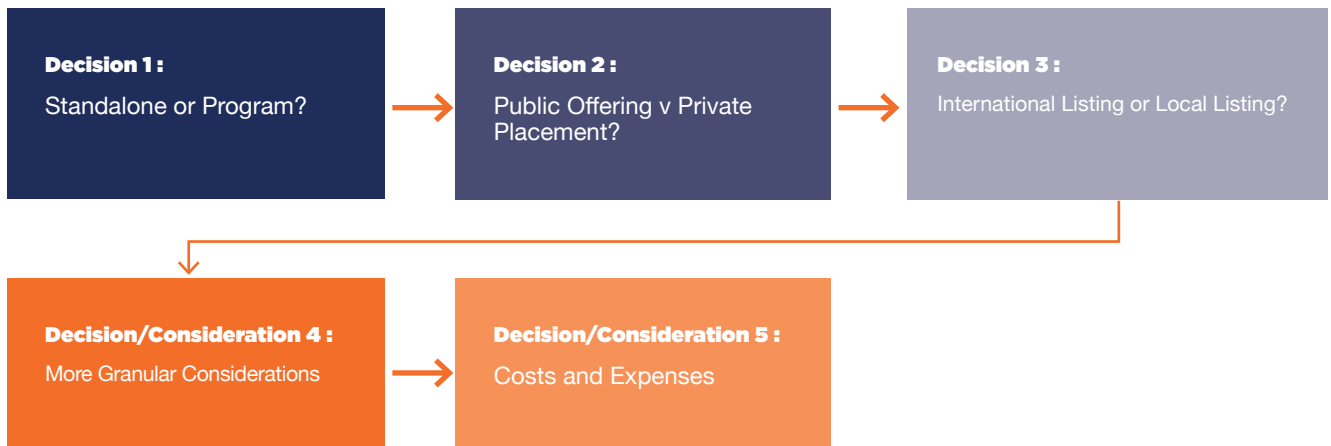 Decision 1 :
Standalone or Program?
Decision 2 :
Public Offering v Private
Placement?
Decision 3 :
International Listing or Local Listing?
Decision/Consideration 4 :
More Granular Considerations
Decision/Consideration 5 :
Costs and Expenses